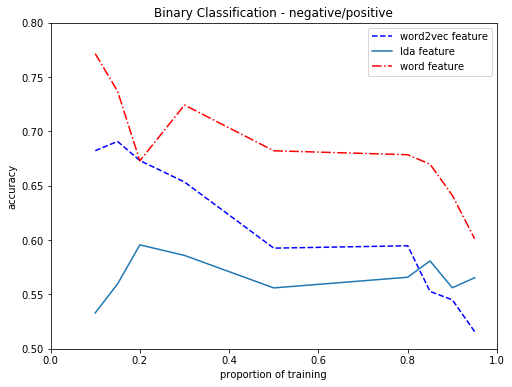 Binary Classification - negative/positive
word2vec feature
lda feature
word feature
accuracy
0.80
0.75
0.70
0.65
0.60
0.55
0.50
0.0 0.2 0.4 0.6 0.8 1.0
proportion of training